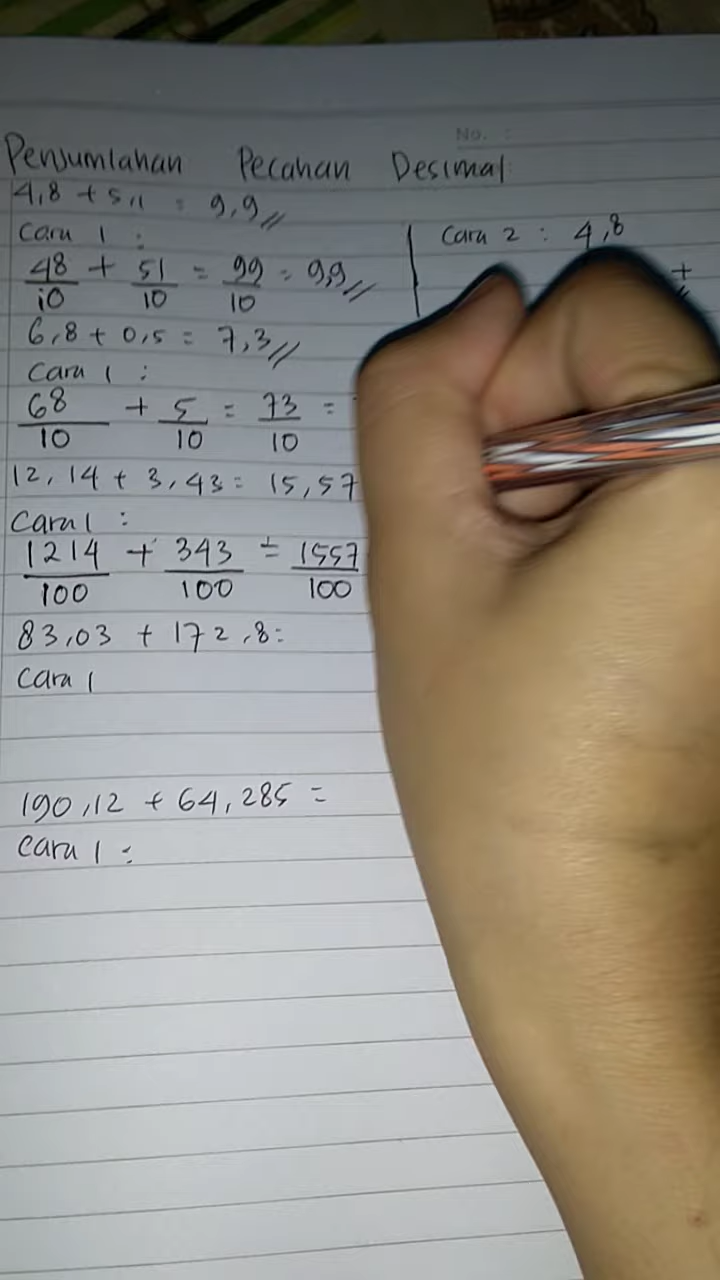 No. :
Penjumlahan Pecahan Desimal
4,8 + 5,1 = 9,9
Cara 1 :
48/10 + 51/10 = 99/10 = 9,9
Cara 2 : 4,8
+
6,8 + 0,5 = 7,3
Cara 1 :
68/10 + 5/10 = 73/10 =
12,14 + 3,43 = 15,57
Cara 1 :
1214/100 + 343/100 = 1557/100
83,03 + 172,8 =
Cara 1
190,12 + 64,285 =
Cara 1 :